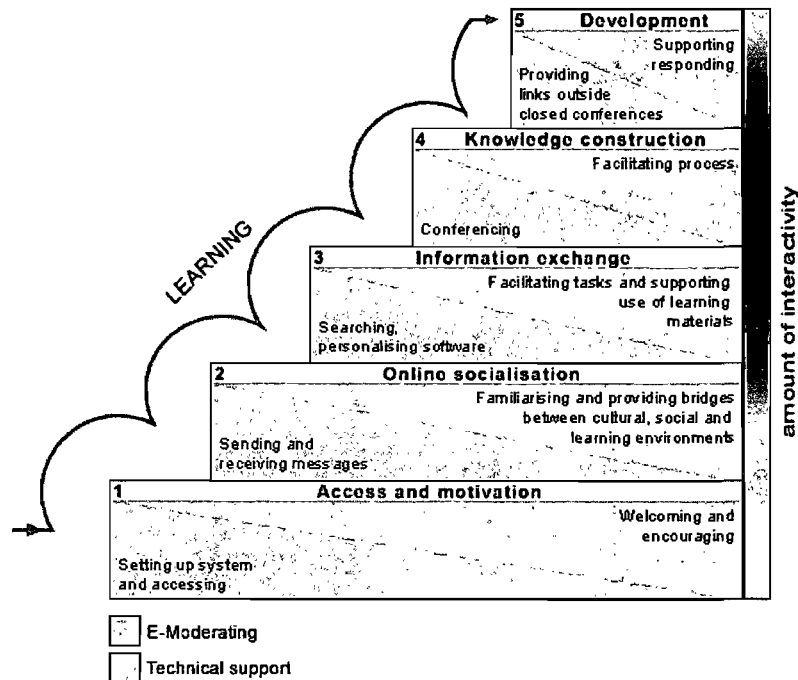 5 Development
Supporting
responding
Providing
links outside
closed conferences
4 Knowledge construction
Facilitating process
Conferencing
LEARNING
3 Information exchange
Facilitating tasks and supporting
use of learning
materials
Searching,
personalising software
2 Online socialisation
Familiarising and providing bridges
between cultural, social and
learning environments
Sending and
receiving messages
1 Access and motivation
Welcoming and
encouraging
Setting up system
and accessing
amount of interactivity
E-Moderating
Technical support